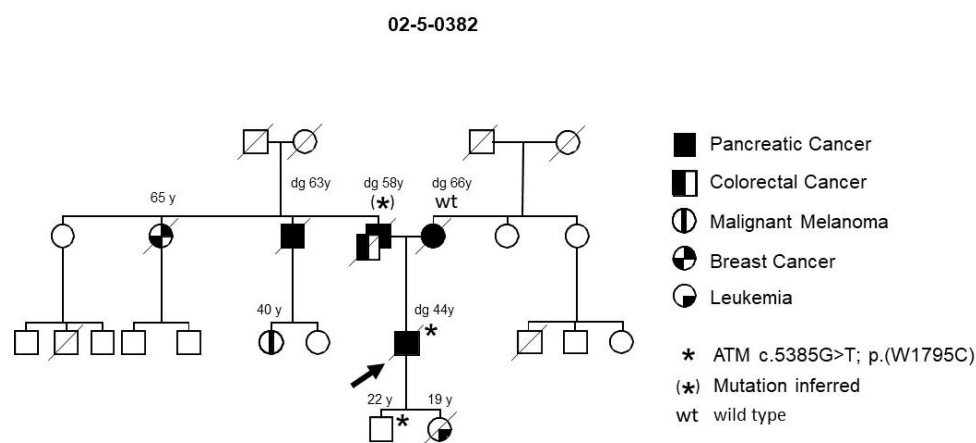 02-5-0382
dg 63y
dg 58y
dg 66y
65 y
(*)
wt
40 y
dg 44y
*
22 y
*
19 y
Pancreatic Cancer
Colorectal Cancer
Malignant Melanoma
Breast Cancer
Leukemia
* ATM c.5385G>T; p.(W1795C)
(*) Mutation inferred
wt wild type